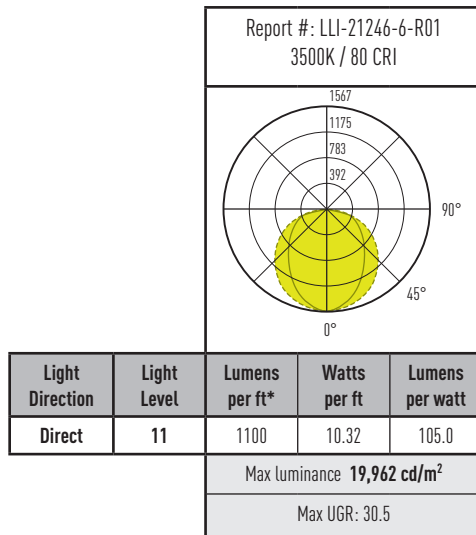 Report #: LLI-21246-6-R01
3500K / 80 CRI
1567
1175
783
392
90°
45°
0°
Light Direction Light Level Lumens per ft* Watts per ft Lumens per watt
Direct 11 1100 10.32 105.0
Max luminance 19,962 cd/m²
Max UGR: 30.5